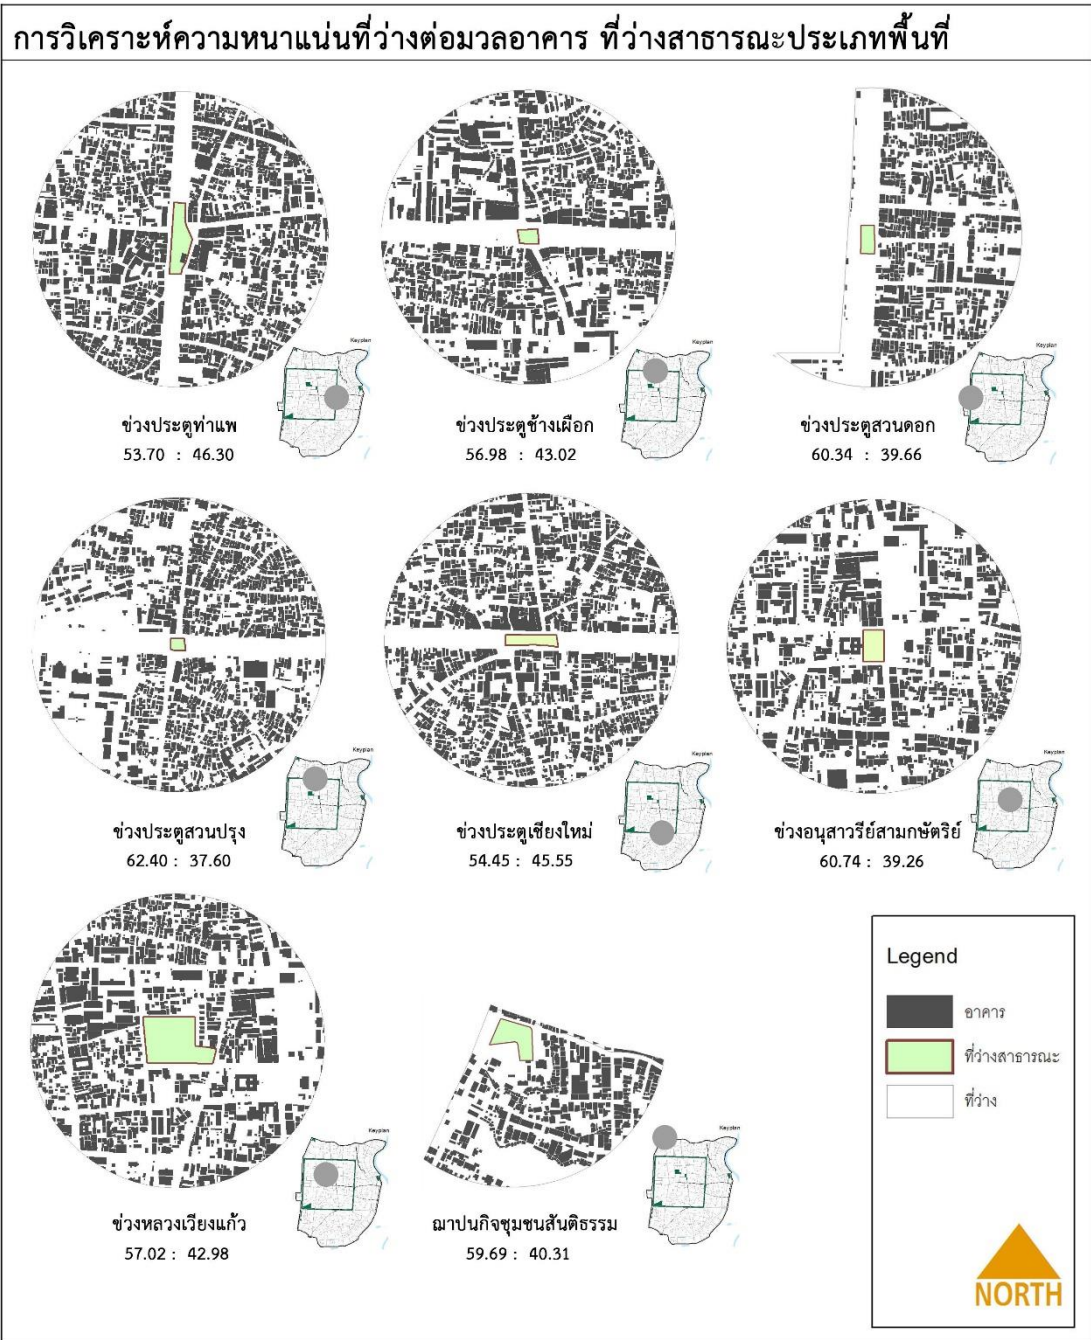 การวิเคราะห์ความหนาแน่นที่ว่างต่อมวลอาคาร ที่ว่างสาธารณะประเภทพื้นที่
Keyplan
Keyplan
Keyplan
ข่วงประตูท่าแพ
53.70 : 46.30
ข่วงประตูช้างเผือก
56.98 : 43.02
ข่วงประตูสวนดอก
60.34 : 39.66
Keyplan
Keyplan
Keyplan
ข่วงประตูสวนปรุง
62.40 : 37.60
ข่วงประตูเชียงใหม่
54.45 : 45.55
ข่วงอนุสาวรีย์สามกษัตริย์
60.74 : 39.26
Keyplan
Keyplan
ข่วงหลวงเวียงแก้ว
57.02 : 42.98
ฌาปนกิจชุมชนสันติธรรม
59.69 : 40.31
Legend
อาคาร
ที่ว่างสาธารณะ
ที่ว่าง
NORTH